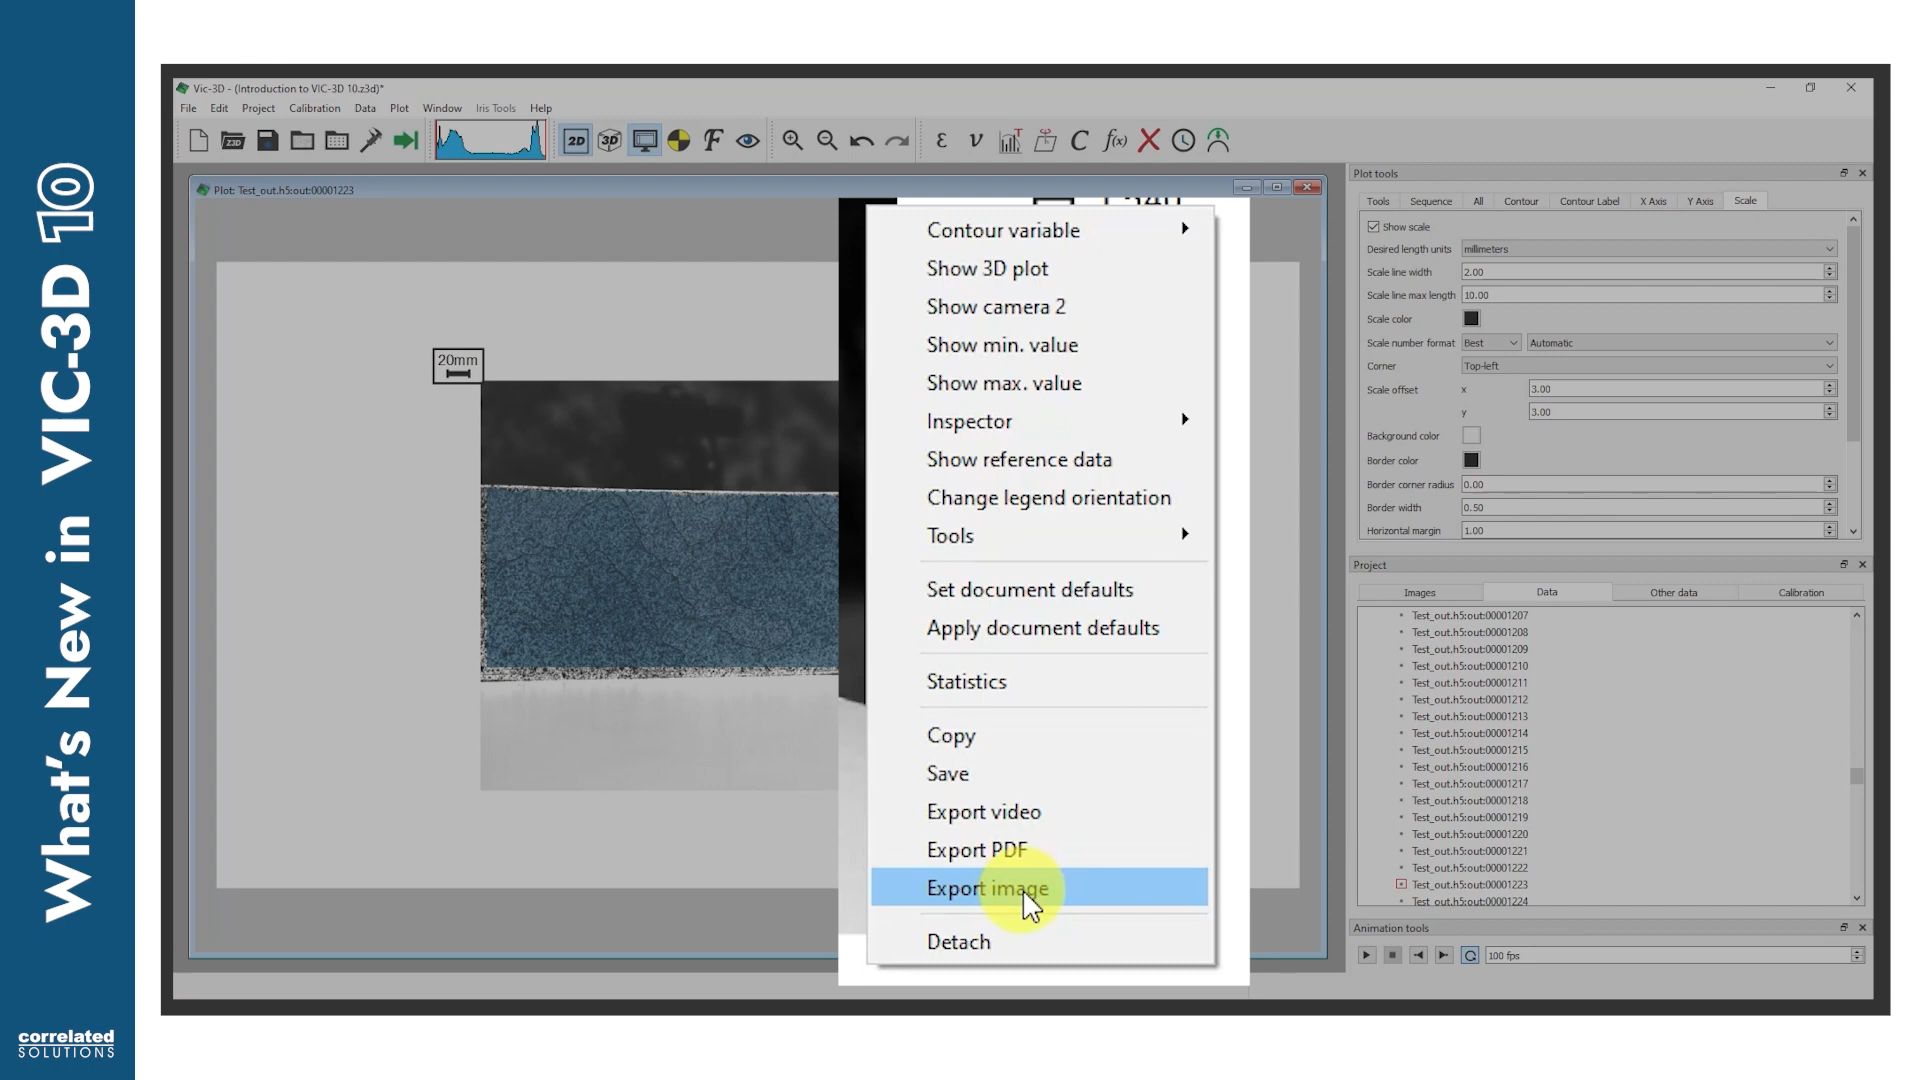 What's New in VIC-3D 10
correlated
SOLUTIONS
Vic-3D - (Introduction to VIC-3D 10.z3d)*
File Edit Project Calibration Data Plot Window Iris Tools Help
Z3D 2D 3D F ε ν T C f(x)
Plot: Test_out.h5:out:00001223
20mm
Contour variable
Show 3D plot
Show camera 2
Show min. value
Show max. value
Inspector
Show reference data
Change legend orientation
Tools
Set document defaults
Apply document defaults
Statistics
Copy
Save
Export video
Export PDF
Export image
Detach
Plot tools
Tools Sequence All Contour Contour Label X Axis Y Axis Scale
Show scale
Desired length units millimeters
Scale line width 2.00
Scale line max length 10.00
Scale color
Scale number format Best Automatic
Corner Top-left
Scale offset x 3.00
y 3.00
Background color
Border color
Border corner radius 0.00
Border width 0.50
Horizontal margin 1.00
Project
Images Data Other data Calibration
Test_out.h5:out:00001207
Test_out.h5:out:00001208
Test_out.h5:out:00001209
Test_out.h5:out:00001210
Test_out.h5:out:00001211
Test_out.h5:out:00001212
Test_out.h5:out:00001213
Test_out.h5:out:00001214
Test_out.h5:out:00001215
Test_out.h5:out:00001216
Test_out.h5:out:00001217
Test_out.h5:out:00001218
Test_out.h5:out:00001219
Test_out.h5:out:00001220
Test_out.h5:out:00001221
Test_out.h5:out:00001222
Test_out.h5:out:00001223
Test_out.h5:out:00001224
Animation tools
100 fps